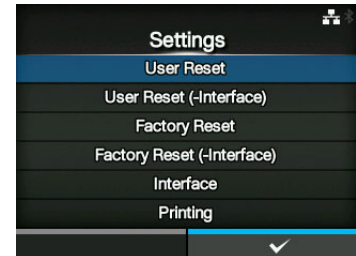 Settings
User Reset
User Reset (-Interface)
Factory Reset
Factory Reset (-Interface)
Interface
Printing